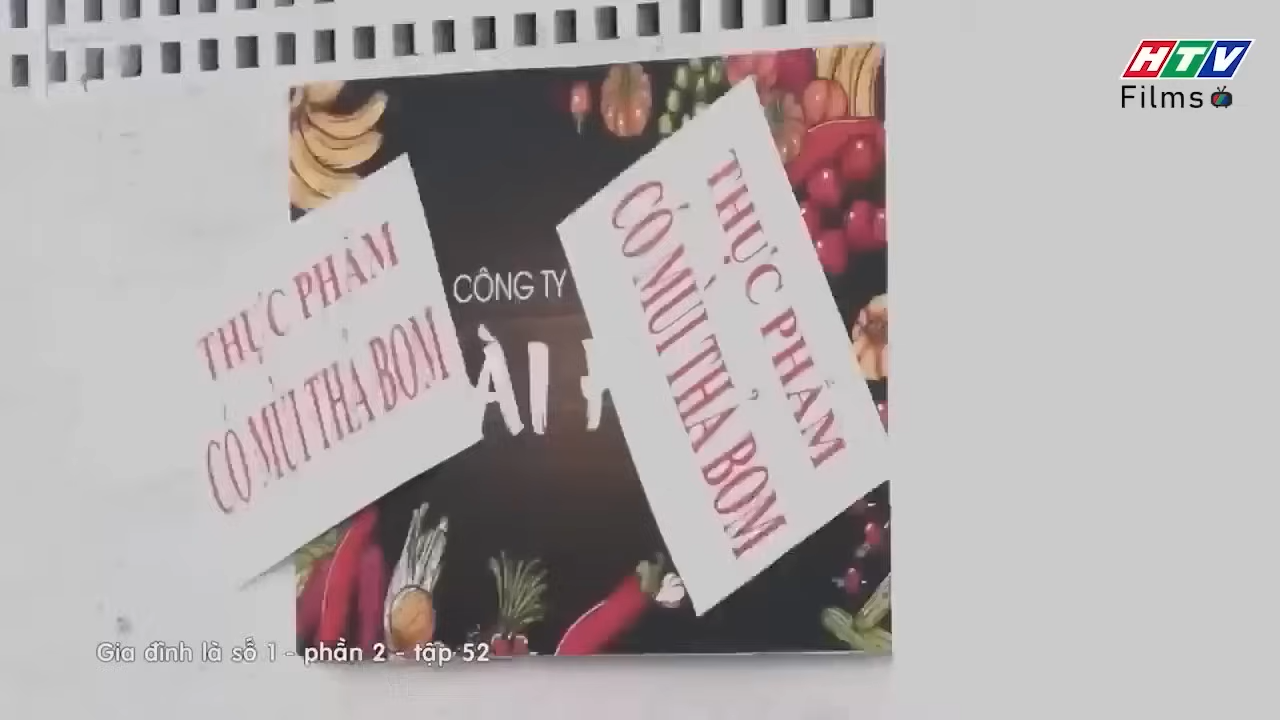 HTV
Films
THỰC PHẨM
CÓ MÙI THẢ BOM
CÔNG TY
ÀI
THỰC PHẨM
CÓ MÙI THẢ BOM
Gia đình là số 1 - phần 2 - tập 52